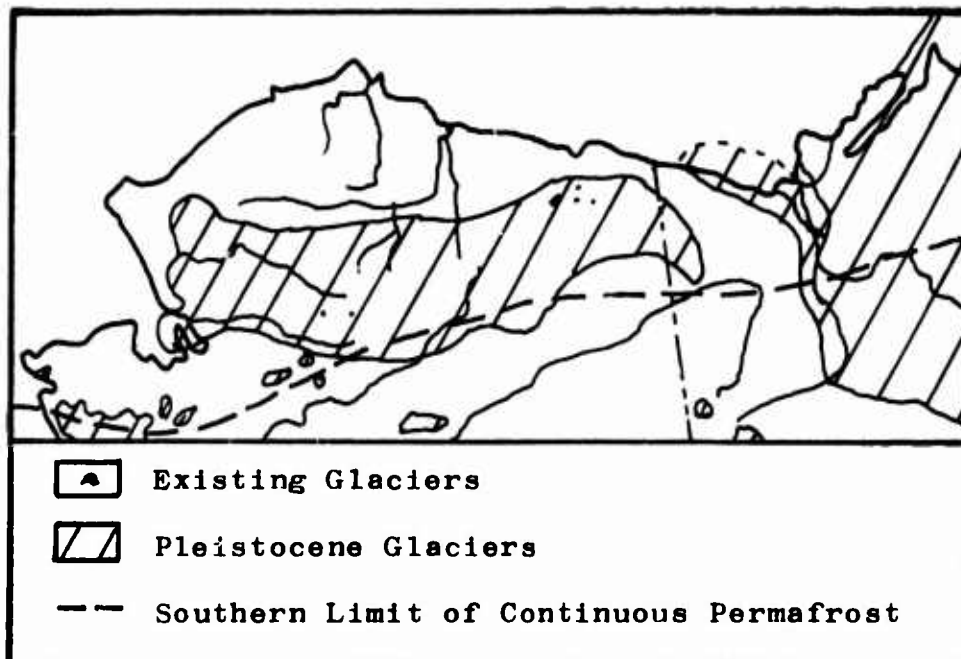 Existing Glaciers
Pleistocene Glaciers
Southern Limit of Continuous Permafrost